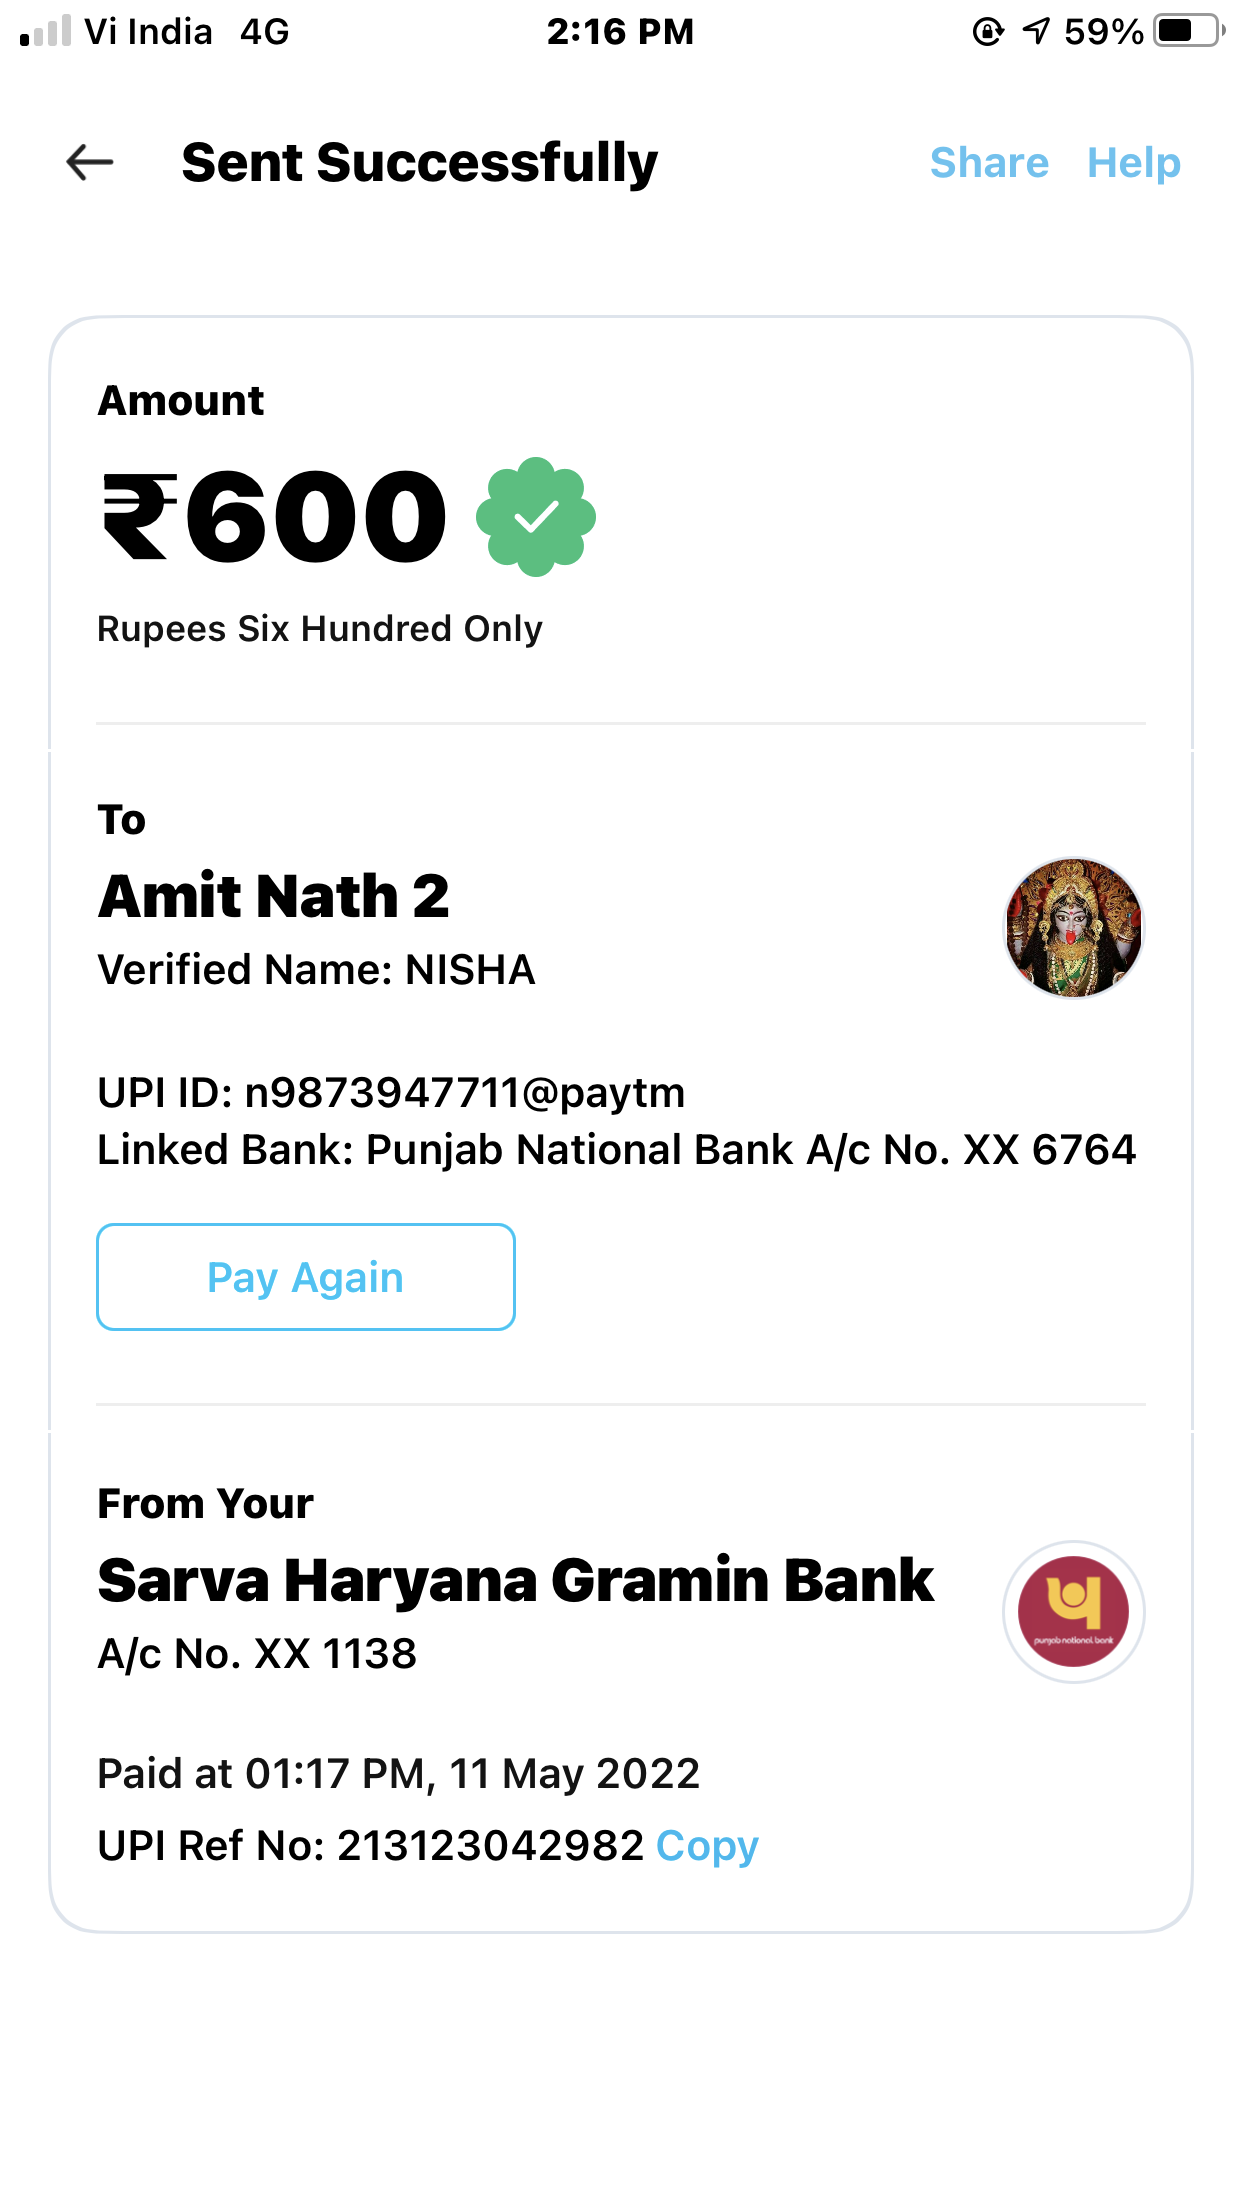 Vi India 4G 2:16 PM 59%
Sent Successfully Share Help
Amount
₹600
Rupees Six Hundred Only
To
Amit Nath 2
Verified Name: NISHA
UPI ID: n9873947711@paytm
Linked Bank: Punjab National Bank A/c No. XX 6764
Pay Again
From Your
Sarva Haryana Gramin Bank
punjab national bank
A/c No. XX 1138
Paid at 01:17 PM, 11 May 2022
UPI Ref No: 213123042982 Copy